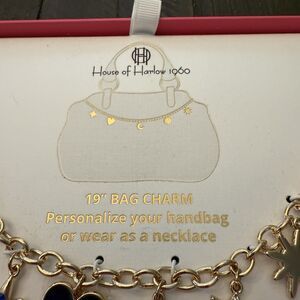 House of Harlow 1960
19" BAG CHARM
Personalize your handbag
or wear as a necklace